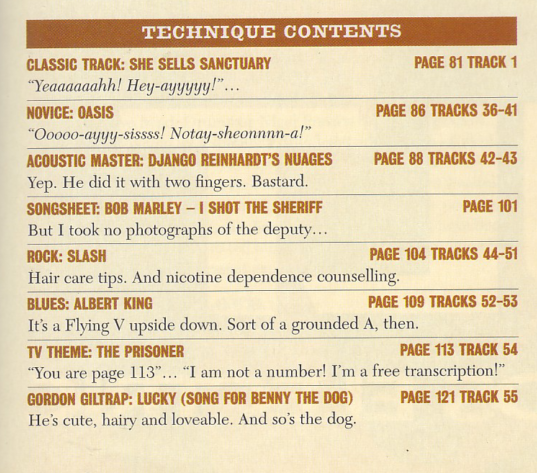 TECHNIQUE CONTENTS
CLASSIC TRACK: SHE SELLS SANCTUARY PAGE 81 TRACK 1
“Yeaaaaaahh! Hey-ayyyyy!”…
NOVICE: OASIS PAGE 86 TRACKS 36-41
“Ooooo-ayyy-sissss! Notay-sheonnnn-a!”
ACOUSTIC MASTER: DJANGO REINHARDT’S NUAGES PAGE 88 TRACKS 42-43
Yep. He did it with two fingers. Bastard.
SONGSHEET: BOB MARLEY – I SHOT THE SHERIFF PAGE 101
But I took no photographs of the deputy…
ROCK: SLASH PAGE 104 TRACKS 44-51
Hair care tips. And nicotine dependence counselling.
BLUES: ALBERT KING PAGE 109 TRACKS 52-53
It’s a Flying V upside down. Sort of a grounded A, then.
TV THEME: THE PRISONER PAGE 113 TRACK 54
“You are page 113”… “I am not a number! I’m a free transcription!”
GORDON GILTRAP: LUCKY (SONG FOR BENNY THE DOG) PAGE 121 TRACK 55
He’s cute, hairy and loveable. And so’s the dog.